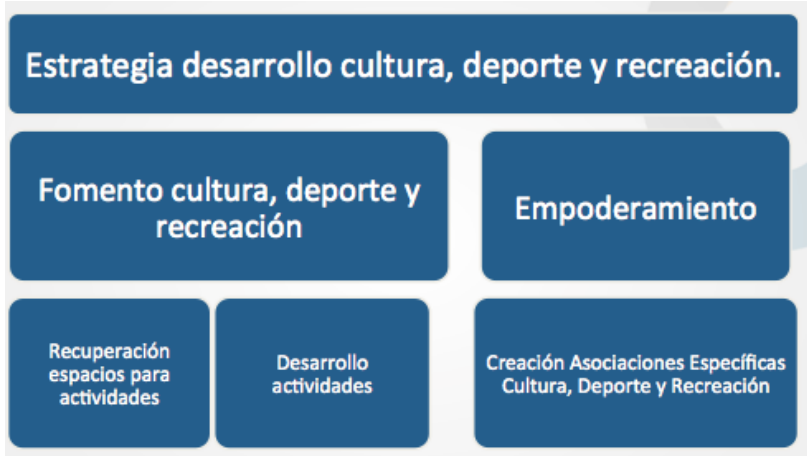 Estrategia desarrollo cultura, deporte y recreación.
Fomento cultura, deporte y
recreación
Empoderamiento
Recuperación
espacios para
actividades
Desarrollo
actividades
Creación Asociaciones Específicas
Cultura, Deporte y Recreación